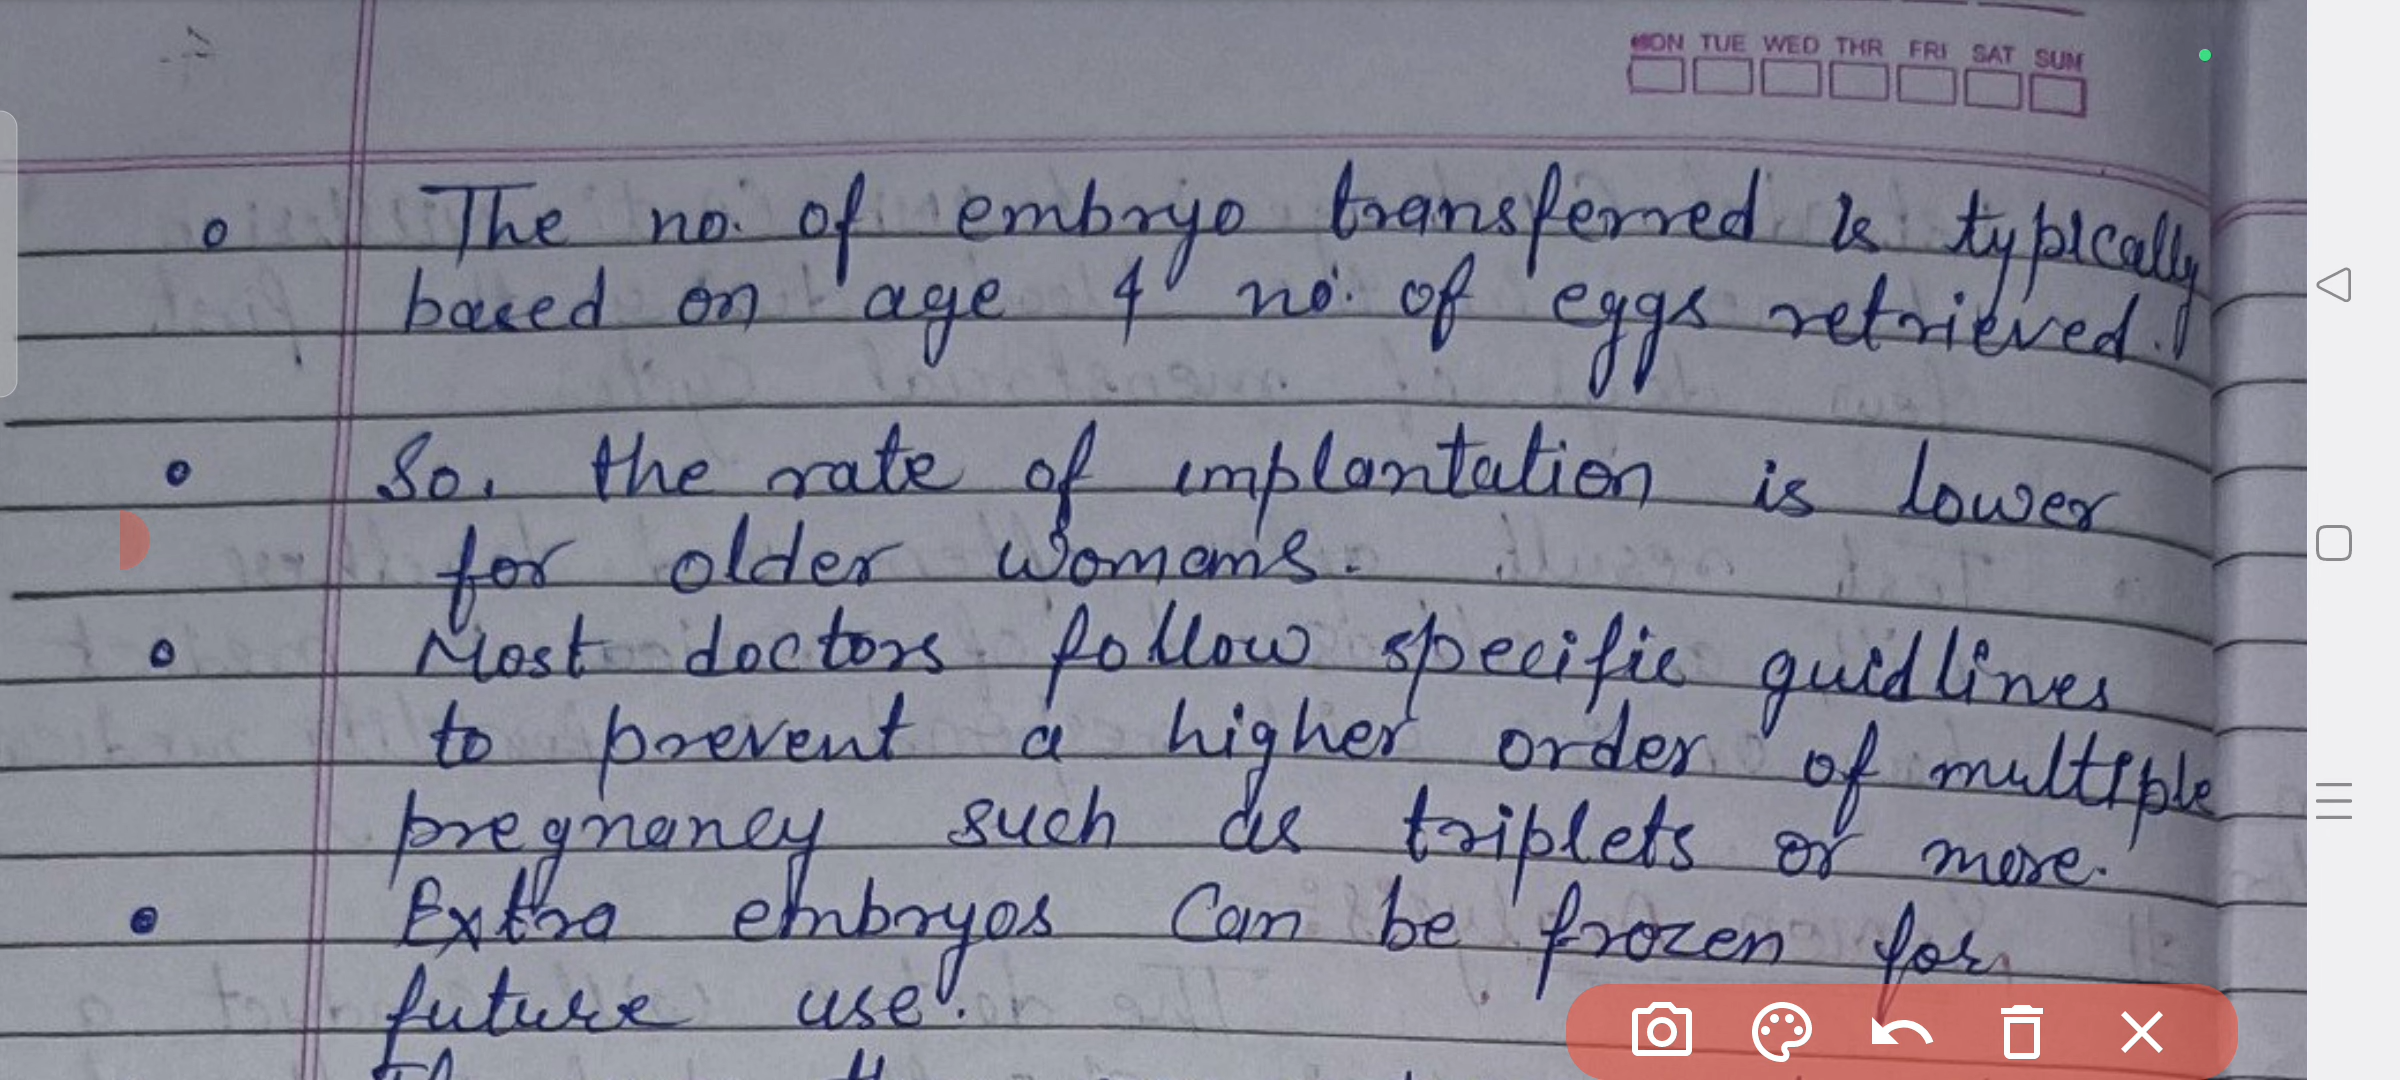 MON TUE WED THR FRI SAT SUN
The no. of embryo transferred is typically
based on age & no. of eggs retrieved.
So, the rate of implantation is lower
for older womans.
Most doctors follow specific guidlines
to prevent a higher order of multiple
pregnancy such as triplets or more.
Extra embryos can be frozen for
future use.